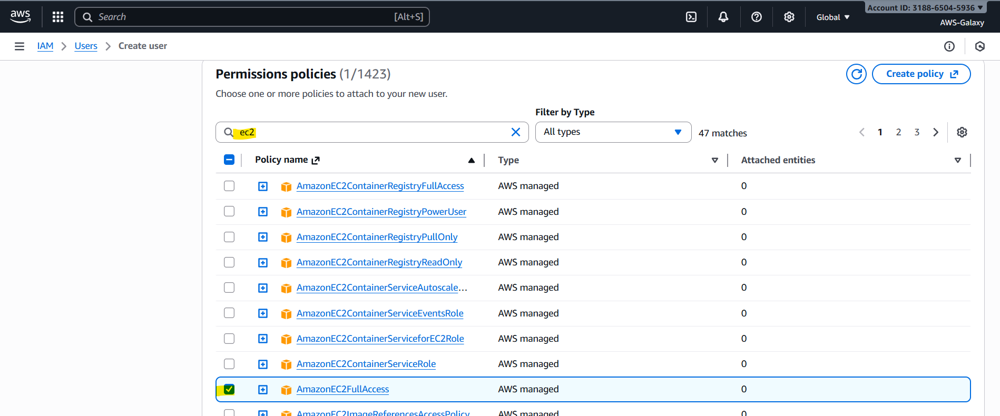 aws
Search [Alt+S]
Global
Account ID: 3188-6504-5936
AWS-Galaxy
IAM Users Create user
Permissions policies (1/1423)
Create policy
Choose one or more policies to attach to your new user.
Filter by Type
ec2
All types
47 matches
1 2 3
Policy name Type Attached entities
AmazonEC2ContainerRegistryFullAccess AWS managed 0
AmazonEC2ContainerRegistryPowerUser AWS managed 0
AmazonEC2ContainerRegistryPullOnly AWS managed 0
AmazonEC2ContainerRegistryReadOnly AWS managed 0
AmazonEC2ContainerServiceAutoscale... AWS managed 0
AmazonEC2ContainerServiceEventsRole AWS managed 0
AmazonEC2ContainerServiceforEC2Role AWS managed 0
AmazonEC2ContainerServiceRole AWS managed 0
AmazonEC2FullAccess AWS managed 0
AmazonEC2ImageReferencesAccessPolicy AWS managed 0